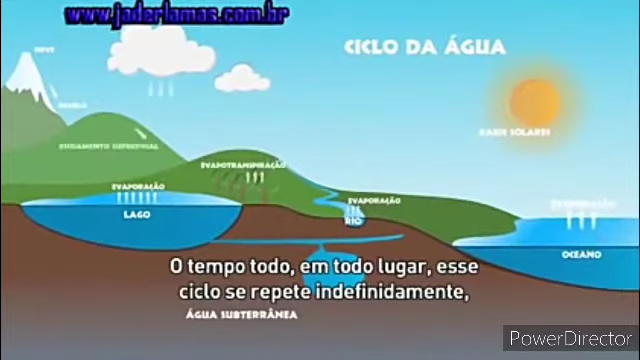 www.jaderlamas.com.br
CICLO DA ÁGUA
NEVE
DEGELO
RAIOS SOLARES
ESCOAMENTO SUPERFICIAL
EVAPOTRANSPIRAÇÃO
EVAPORAÇÃO
LAGO
EVAPORAÇÃO
RIO
EVAPORAÇÃO
OCEANO
O tempo todo, em todo lugar, esse
ciclo se repete indefinidamente,
ÁGUA SUBTERRÂNEA
PowerDirector